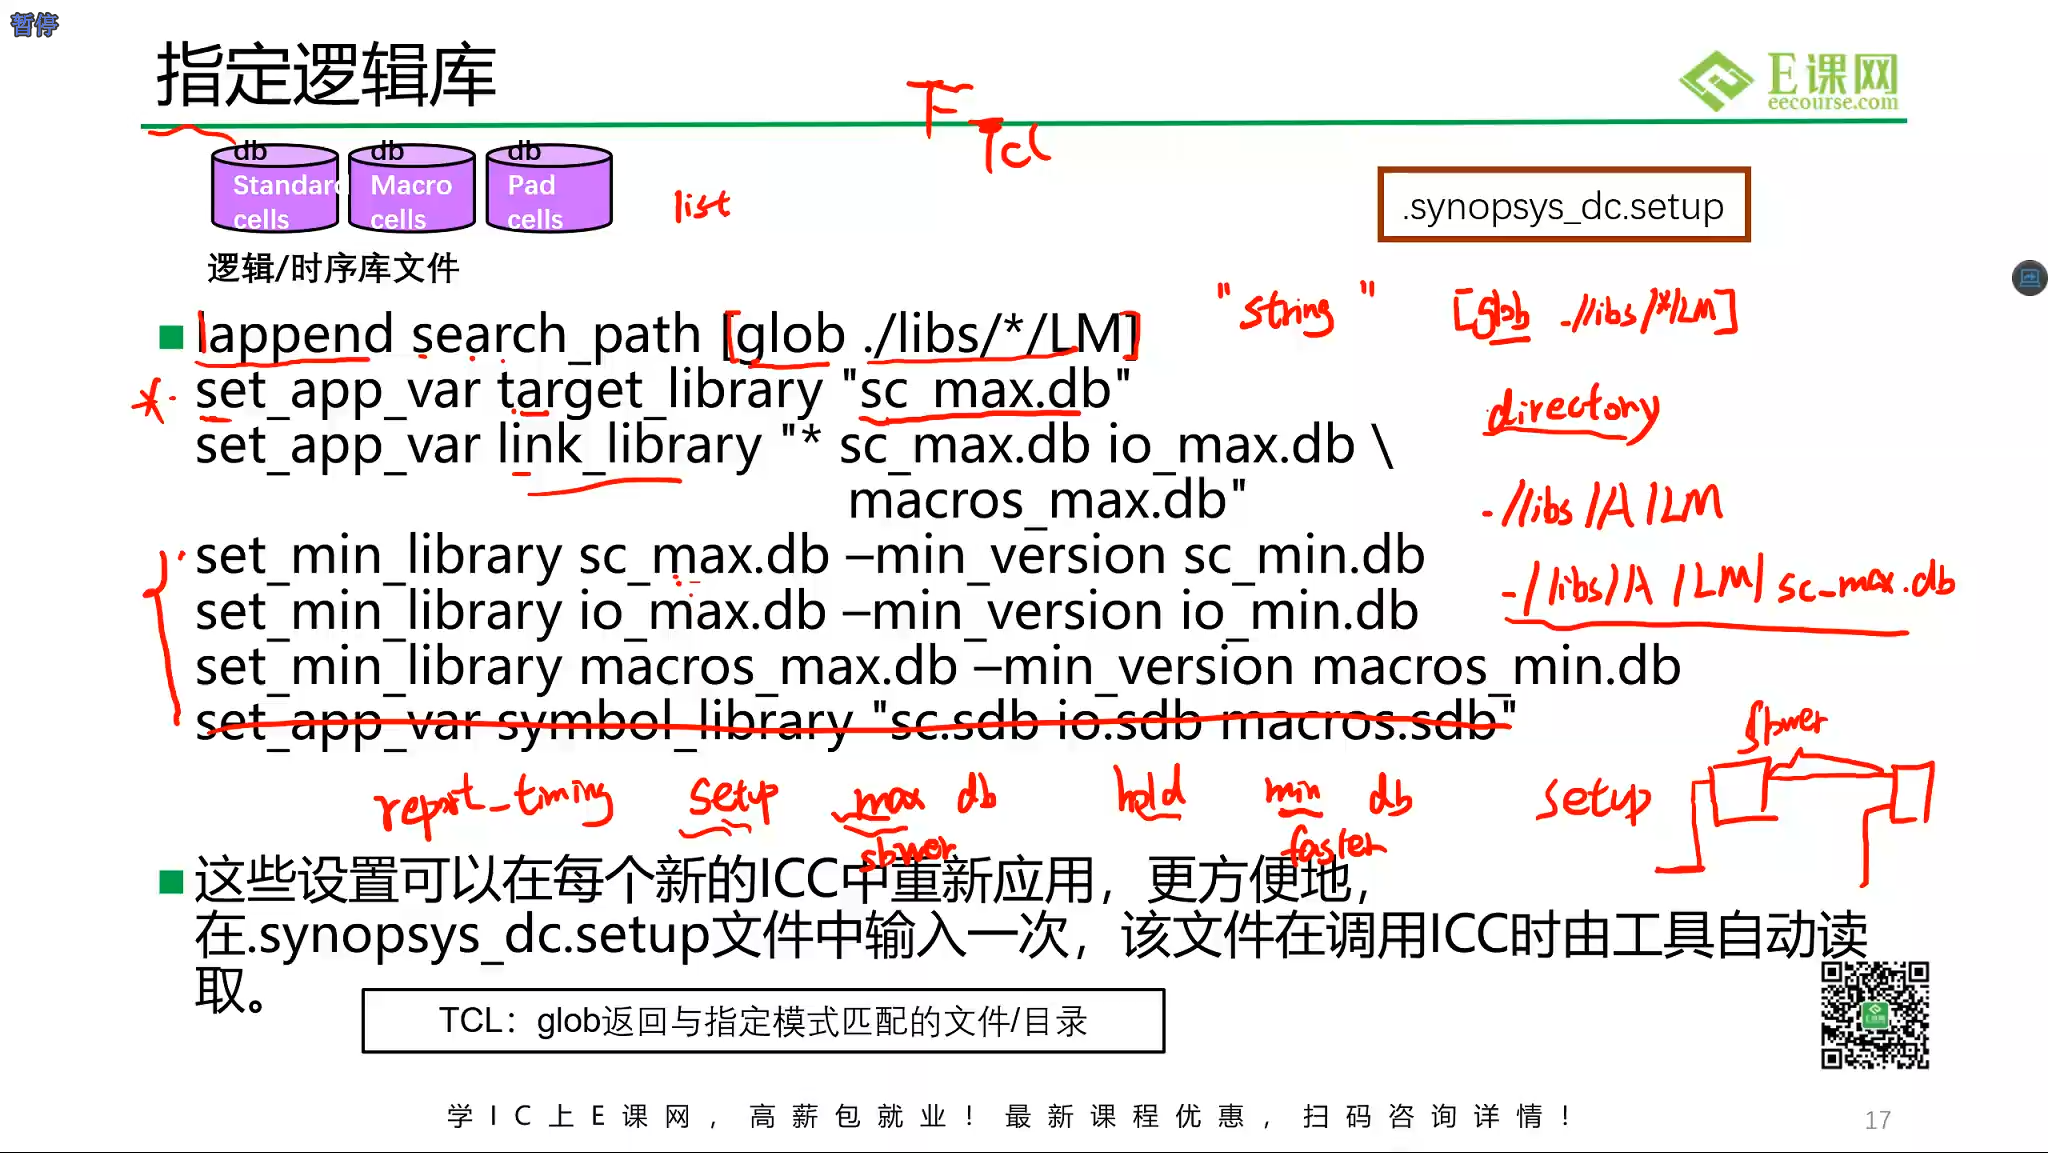 暂停
指定逻辑库
E课网
eecourse.com
F
Tcl
db
Standard
cells
db
Macro
cells
db
Pad
cells
list
.synopsys_dc.setup
逻辑/时序库文件
lappend search_path [glob ./libs/*/LM]
"string"
[glob ./libs/*/LM]
set_app_var target_library "sc_max.db"
directory
set_app_var link_library "* sc_max.db io_max.db \
macros_max.db"
./libs/A/LM
set_min_library sc_max.db –min_version sc_min.db
./libs/A/LM/sc_max.db
set_min_library io_max.db –min_version io_min.db
set_min_library macros_max.db –min_version macros_min.db
set_app_var symbol_library "sc.sdb io.sdb macros.sdb"
slower
report_timing setup max db hold min db setup
slower faster
这些设置可以在每个新的ICC中重新应用，更方便地，
在.synopsys_dc.setup文件中输入一次，该文件在调用ICC时由工具自动读
取。
TCL：glob返回与指定模式匹配的文件/目录
学IC上E课网，高薪包就业！最新课程优惠，扫码咨询详情！
17